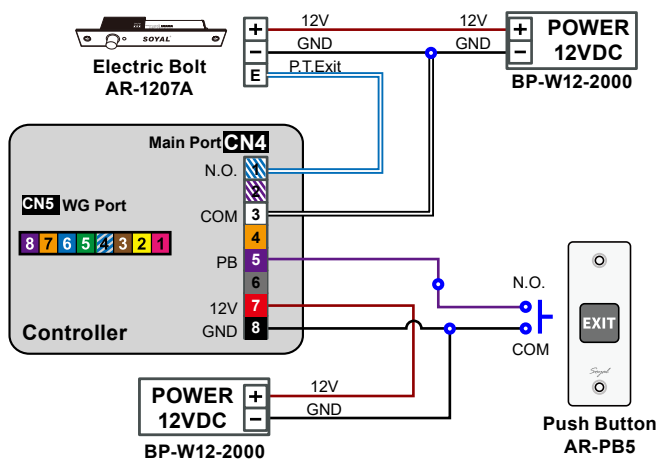 SOYAL
Electric Bolt
AR-1207A
+ 12V 12V +
− GND GND −
E P.T.Exit
POWER
12VDC
BP-W12-2000
Main Port CN4
N.O. 1
2
COM 3
4
PB 5
6
12V 7
GND 8
CN5 WG Port
8 7 6 5 4 3 2 1
Controller
N.O.
COM
EXIT
Soyal
Push Button
AR-PB5
POWER
12VDC
+ 12V
− GND
BP-W12-2000